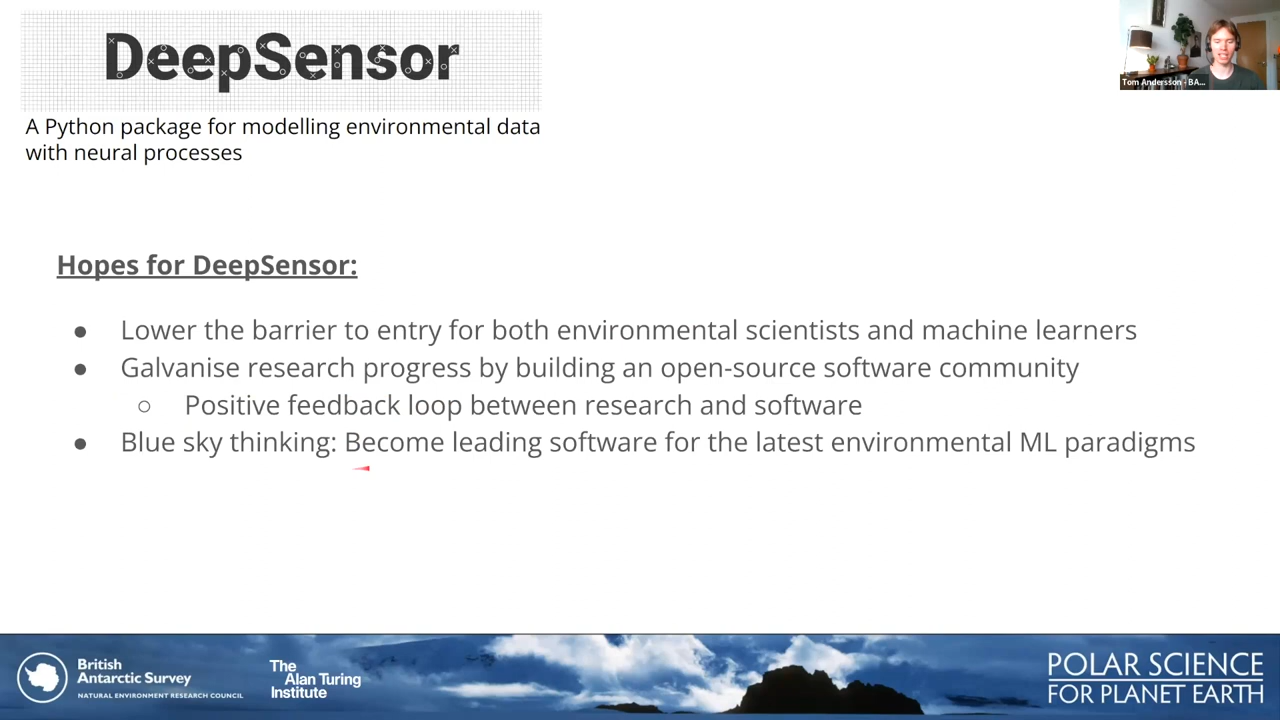 DeepSensor
Tom Andersson - BA...
A Python package for modelling environmental data
with neural processes
Hopes for DeepSensor:
● Lower the barrier to entry for both environmental scientists and machine learners
● Galvanise research progress by building an open-source software community
○ Positive feedback loop between research and software
● Blue sky thinking: Become leading software for the latest environmental ML paradigms
British
Antarctic Survey
NATURAL ENVIRONMENT RESEARCH COUNCIL
The
Alan Turing
Institute
POLAR SCIENCE
FOR PLANET EARTH